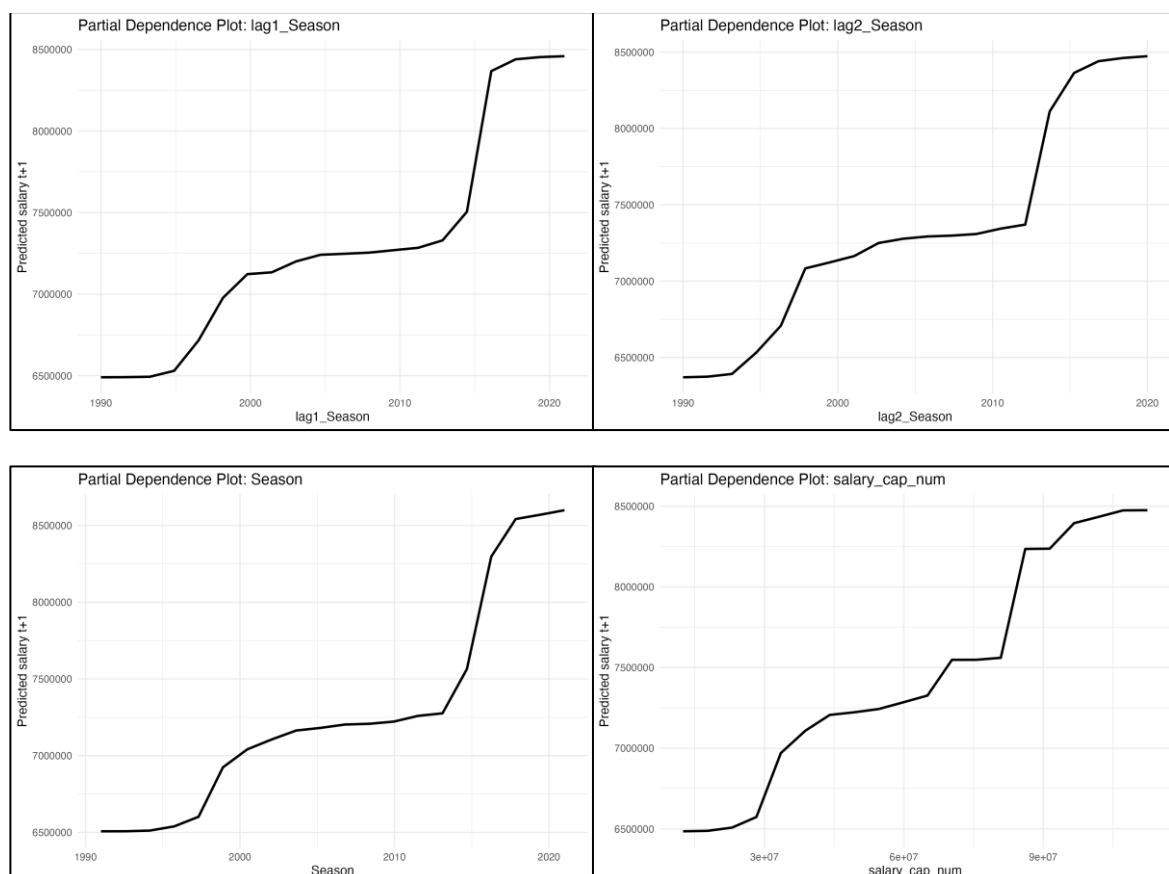 Partial Dependence Plot: lag1_Season
8500000
8000000
7500000
7000000
6500000
Predicted salary t+1
1990
2000
2010
2020
lag1_Season
Partial Dependence Plot: lag2_Season
8500000
8000000
7500000
7000000
6500000
Predicted salary t+1
1990
2000
2010
2020
lag2_Season
Partial Dependence Plot: Season
8500000
8000000
7500000
7000000
6500000
Predicted salary t+1
1990
2000
2010
2020
Season
Partial Dependence Plot: salary_cap_num
8500000
8000000
7500000
7000000
6500000
Predicted salary t+1
3e+07
6e+07
9e+07
salary_cap_num